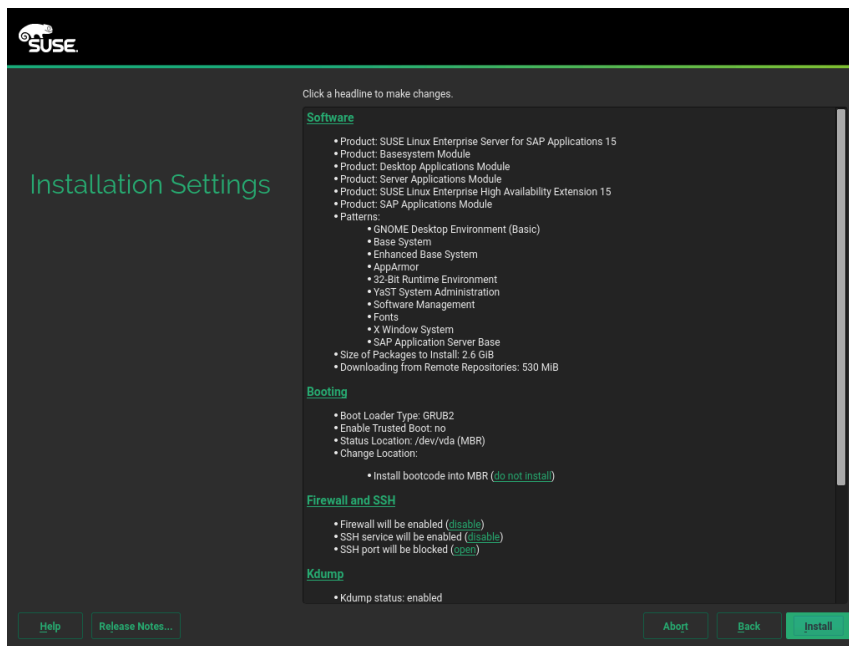 SUSE.
Click a headline to make changes.
Installation Settings
Software
• Product: SUSE Linux Enterprise Server for SAP Applications 15
• Product: Basesystem Module
• Product: Desktop Applications Module
• Product: Server Applications Module
• Product: SUSE Linux Enterprise High Availability Extension 15
• Product: SAP Applications Module
• Patterns:
• GNOME Desktop Environment (Basic)
• Base System
• Enhanced Base System
• AppArmor
• 32-Bit Runtime Environment
• YaST System Administration
• Software Management
• Fonts
• X Window System
• SAP Application Server Base
• Size of Packages to Install: 2.6 GiB
• Downloading from Remote Repositories: 530 MiB
Booting
• Boot Loader Type: GRUB2
• Enable Trusted Boot: no
• Status Location: /dev/vda (MBR)
• Change Location:
• Install bootcode into MBR (do not install)
Firewall and SSH
• Firewall will be enabled (disable)
• SSH service will be enabled (disable)
• SSH port will be blocked (open)
Kdump
• Kdump status: enabled
Help Release Notes... Abort Back Install